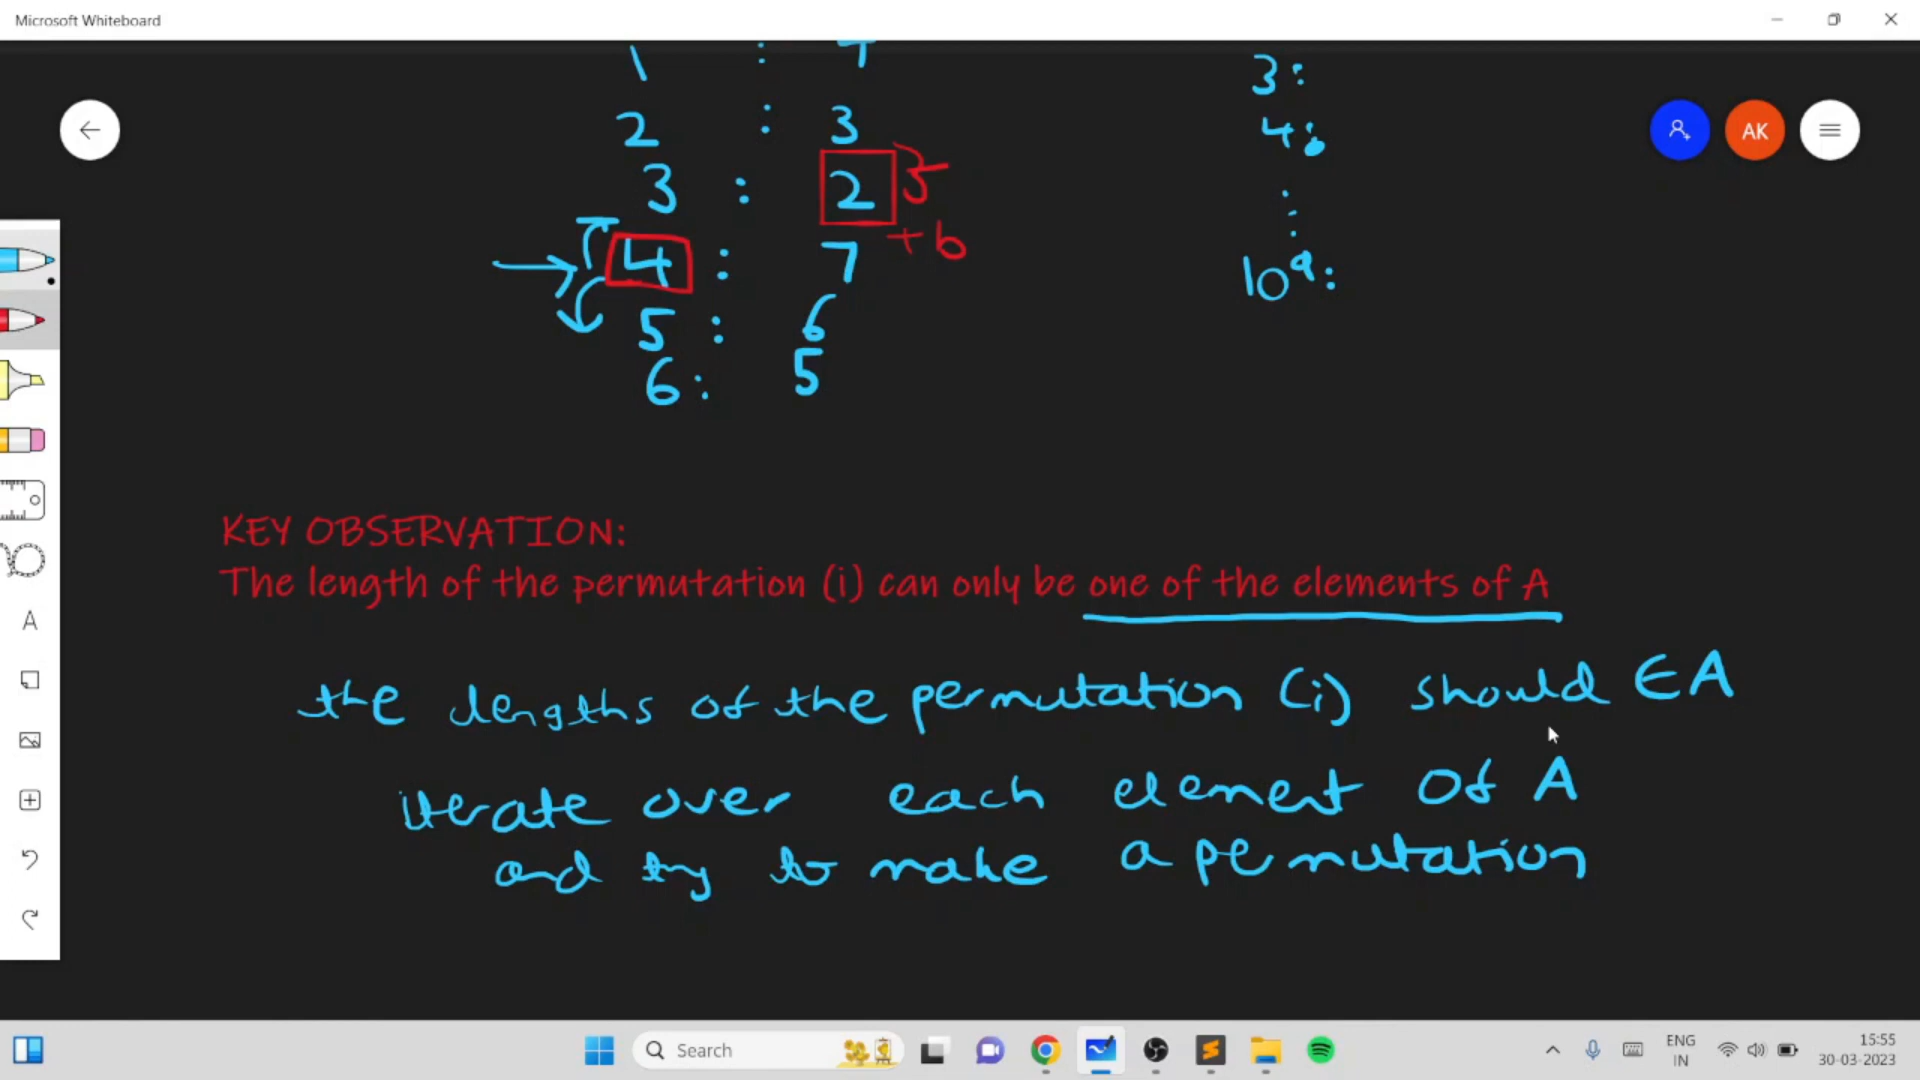 Microsoft Whiteboard
1 :
2 : 3
3 : 2 5
+6
4 : 7
5 : 6
6 : 5
3 :
4 :
10⁹ :
AK
A
KEY OBSERVATION:
The length of the permutation (i) can only be one of the elements of A
the lengths of the permutation (i) should ∈ A
iterate over each element of A
and try to make a permutation
Search
ENG
IN
15:55
30-03-2023